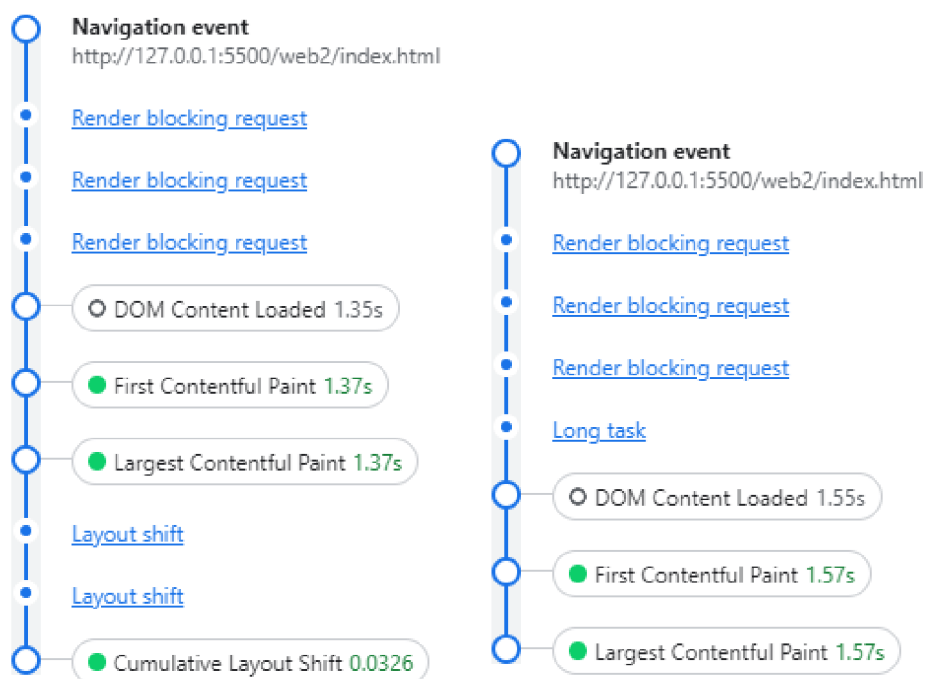 Navigation event
http://127.0.0.1:5500/web2/index.html
Render blocking request
Render blocking request
Render blocking request
DOM Content Loaded 1.35s
First Contentful Paint 1.37s
Largest Contentful Paint 1.37s
Layout shift
Layout shift
Cumulative Layout Shift 0.0326
Navigation event
http://127.0.0.1:5500/web2/index.html
Render blocking request
Render blocking request
Render blocking request
Long task
DOM Content Loaded 1.55s
First Contentful Paint 1.57s
Largest Contentful Paint 1.57s